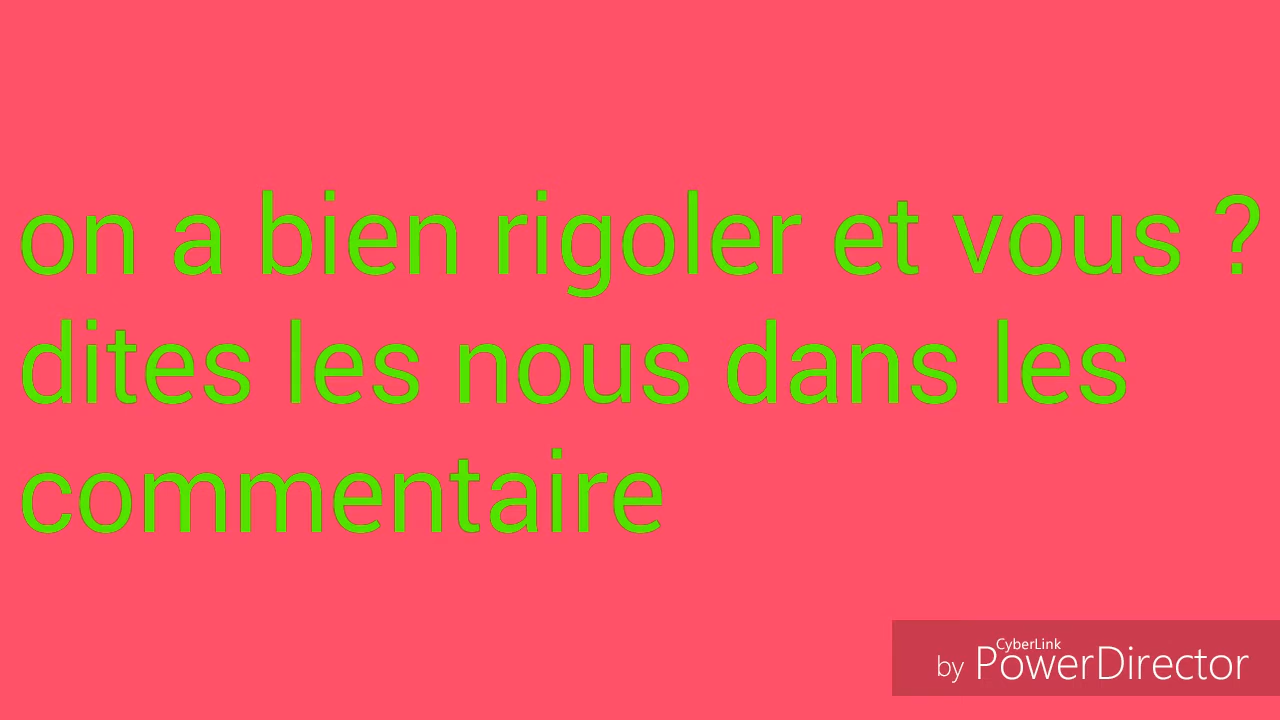 on a bien rigoler et vous ?
dites les nous dans les
commentaire
by CyberLink PowerDirector